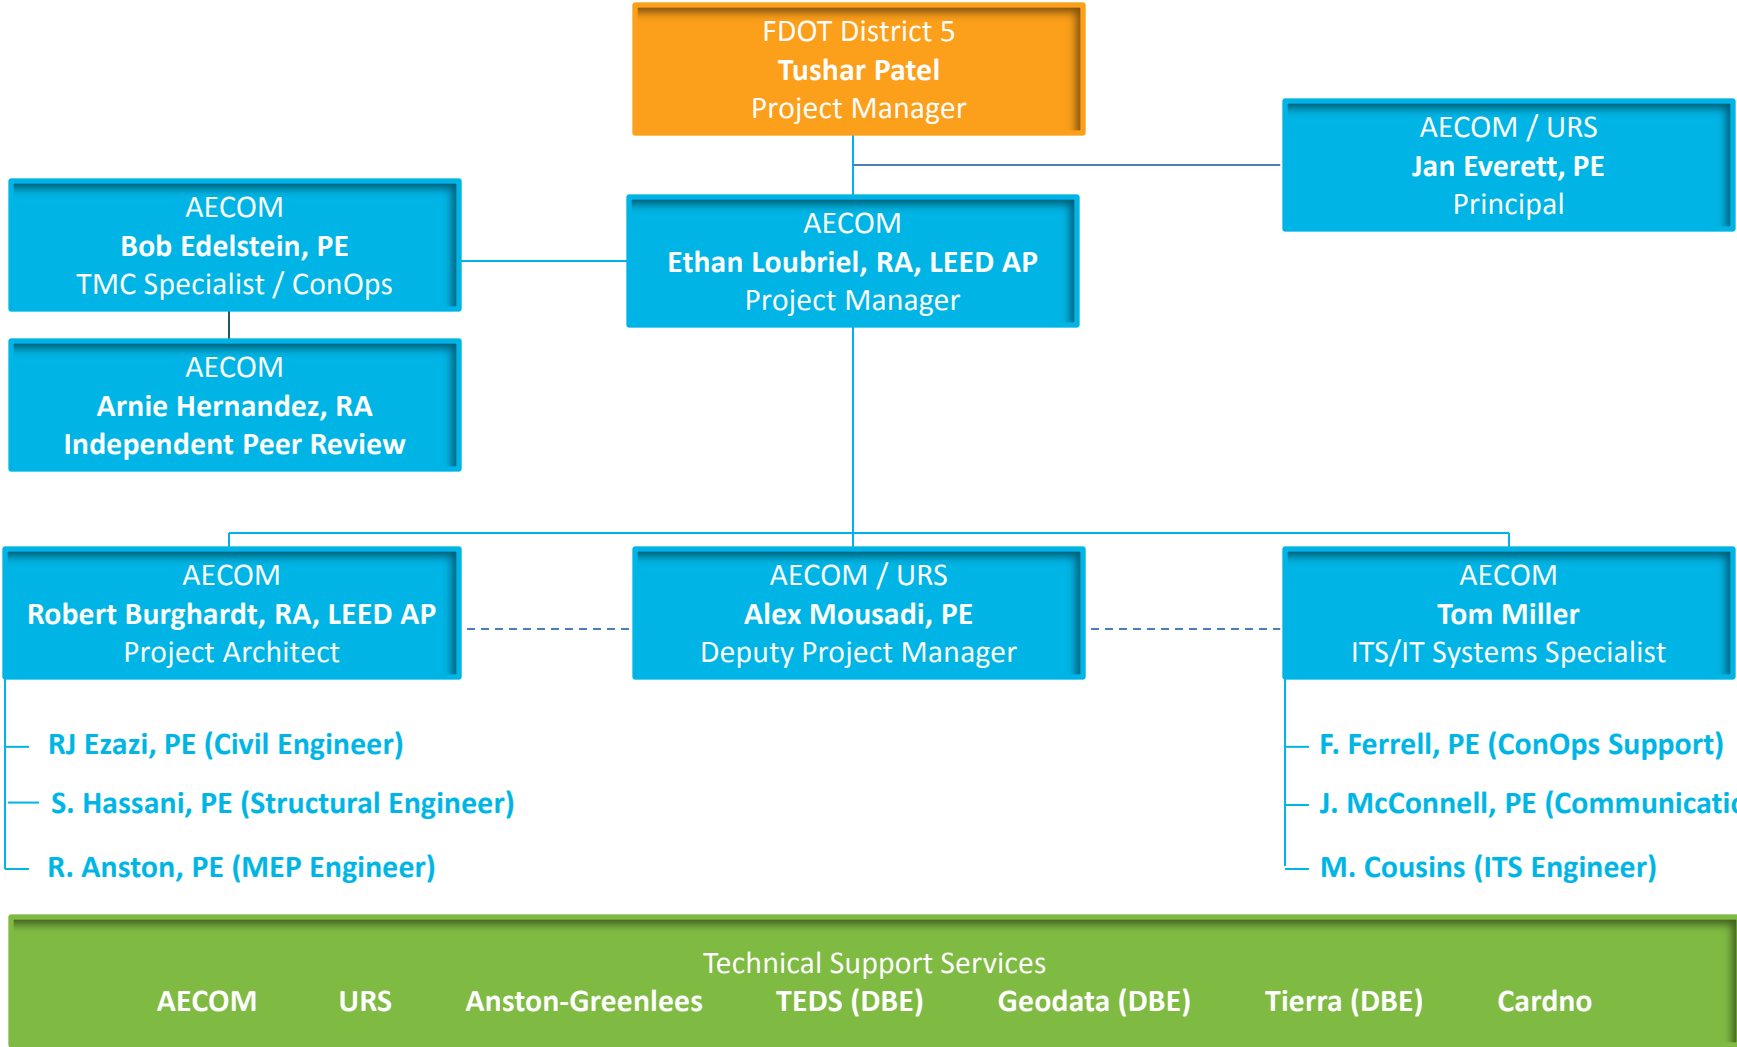 FDOT District 5
Tushar Patel
Project Manager
AECOM / URS
Jan Everett, PE
Principal
AECOM
Bob Edelstein, PE
TMC Specialist / ConOps
AECOM
Ethan Loubriel, RA, LEED AP
Project Manager
AECOM
Arnie Hernandez, RA
Independent Peer Review
AECOM
Robert Burghardt, RA, LEED AP
Project Architect
AECOM / URS
Alex Mousadi, PE
Deputy Project Manager
AECOM
Tom Miller
ITS/IT Systems Specialist
RJ Ezazi, PE (Civil Engineer)
S. Hassani, PE (Structural Engineer)
R. Anston, PE (MEP Engineer)
F. Ferrell, PE (ConOps Support)
J. McConnell, PE
M. Cousins (ITS Engineer)
Technical Support Services
AECOM URS Anston-Greenlees TEDS (DBE) Geodata (DBE) Tierra (DBE) Cardno